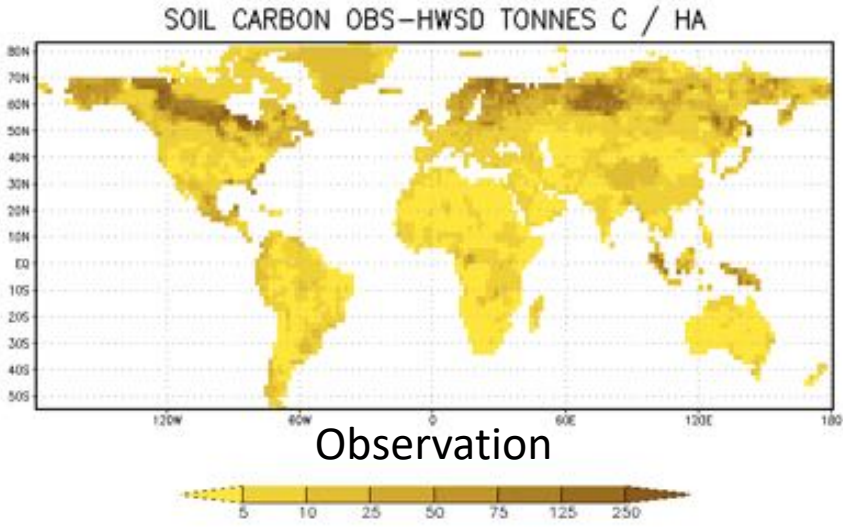 SOIL CARBON OBS-HWSD TONNES C / HA
80N
70N
60N
50N
40N
30N
20N
10N
EQ
10S
20S
30S
40S
50S
120W 60W 0 60E 120E 180
Observation
5 10 25 50 75 125 250